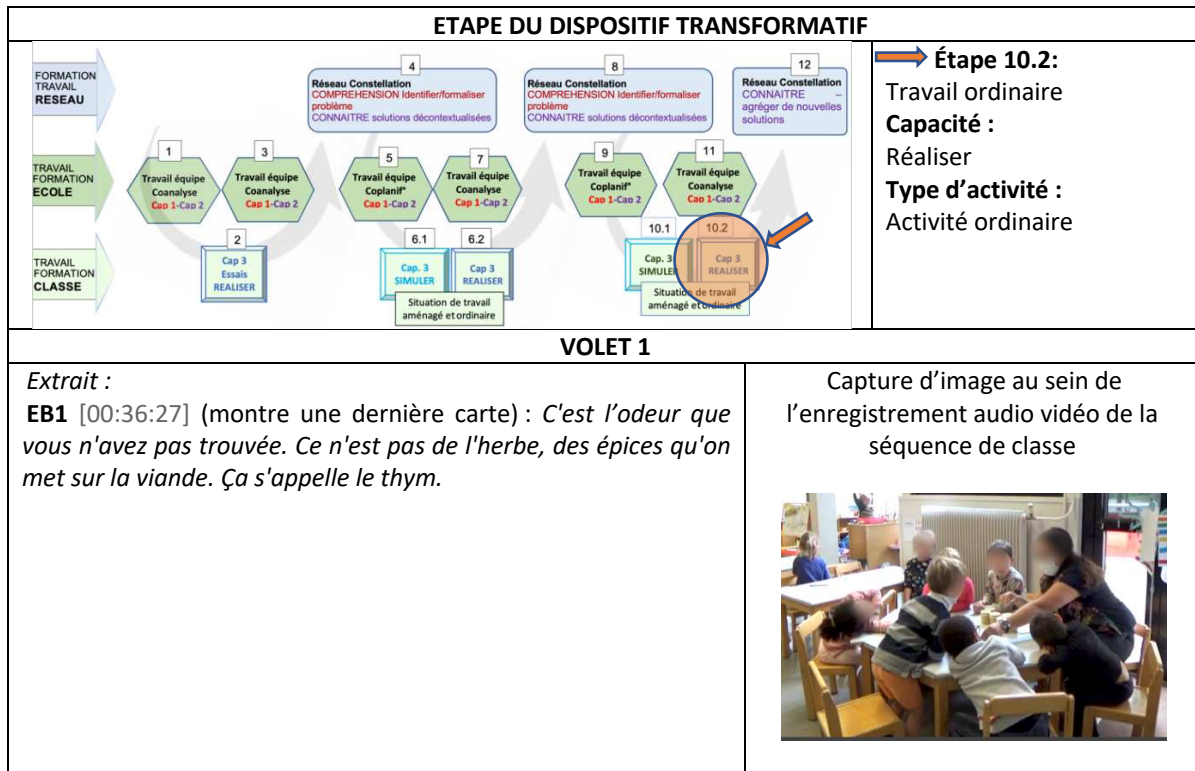 ETAPE DU DISPOSITIF TRANSFORMATIF
FORMATION
TRAVAIL
RESEAU
4
Réseau Constellation
COMPREHENSION Identifier/formaliser
problème
CONNAITRE solutions décontextualisées
8
Réseau Constellation
COMPREHENSION Identifier/formaliser
problème
CONNAITRE solutions décontextualisées
12
Réseau Constellation
CONNAITRE –
agréger de nouvelles
solutions
TRAVAIL
FORMATION
ECOLE
1
Travail équipe
Coanalyse
Cap 1-Cap 2
3
Travail équipe
Coanalyse
Cap 1-Cap 2
5
Travail équipe
Coplanif°
Cap 1-Cap 2
7
Travail équipe
Coanalyse
Cap 1-Cap 2
9
Travail équipe
Coplanif°
Cap 1-Cap 2
11
Travail équipe
Coanalyse
Cap 1-Cap 2
TRAVAIL
FORMATION
CLASSE
2
Cap 3
Essais
REALISER
6.1
Cap. 3
SIMULER
6.2
Cap 3
REALISER
Situation de travail
aménagé et ordinaire
10.1
Cap. 3
SIMULER
10.2
Cap 3
REALISER
Situation de travail
aménagé et ordinaire
Étape 10.2:
Travail ordinaire
Capacité :
Réaliser
Type d’activité :
Activité ordinaire
VOLET 1
Extrait :
EB1 [00:36:27] (montre une dernière carte) : C'est l’odeur que
vous n'avez pas trouvée. Ce n'est pas de l'herbe, des épices qu'on
met sur la viande. Ça s'appelle le thym.
Capture d’image au sein de
l’enregistrement audio vidéo de la
séquence de classe